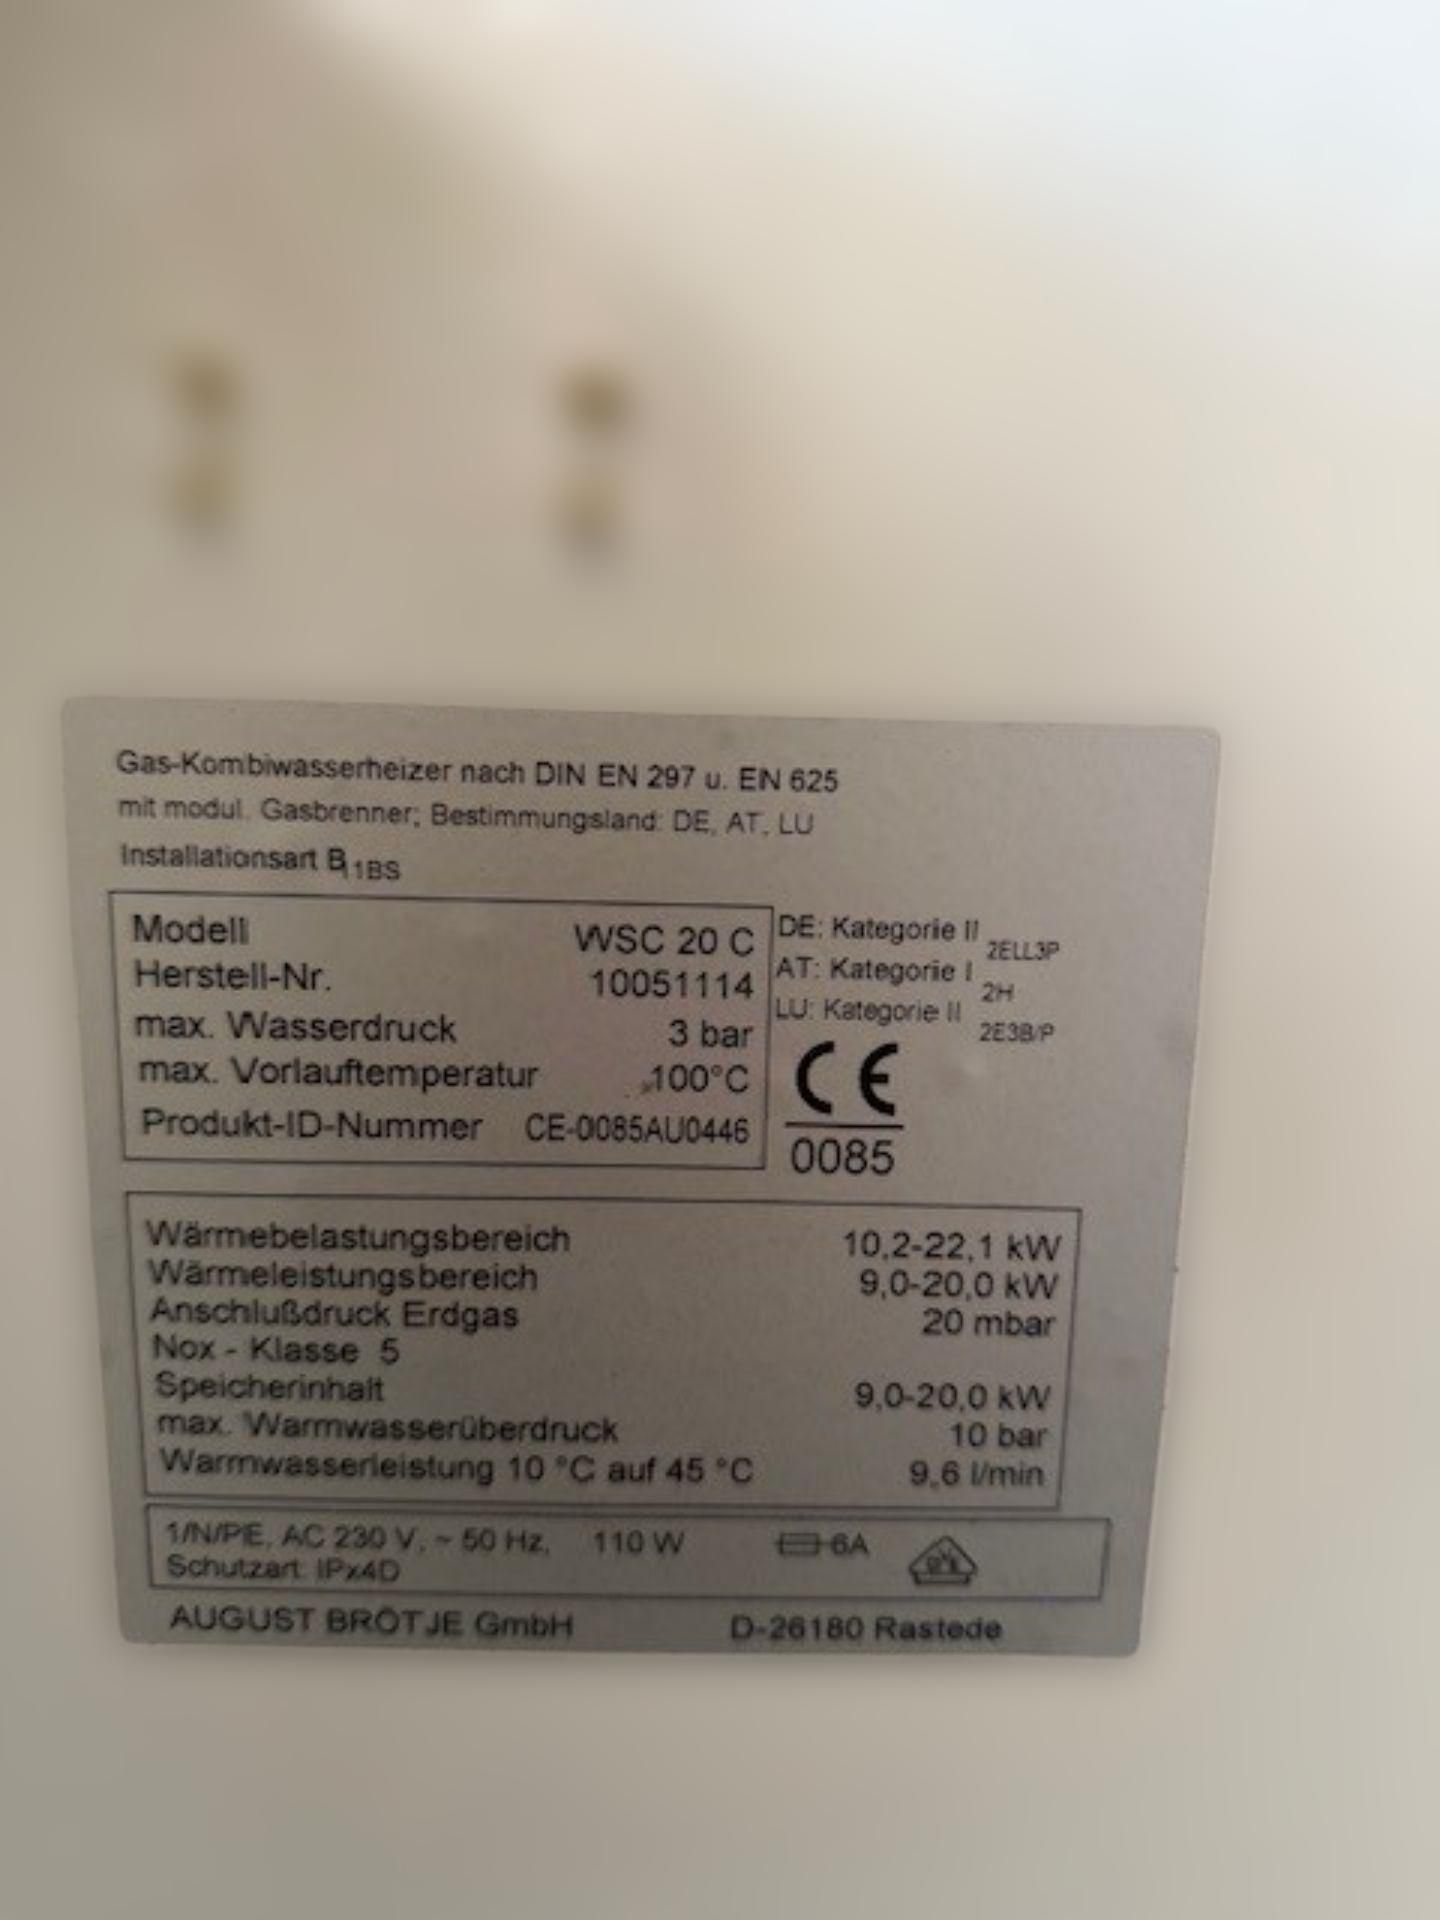 Gas-Kombiwasserheizer nach DIN EN 297 u. EN 625
mit modul. Gasbrenner; Bestimmungsland: DE, AT, LU
Installationsart B11BS
Modell WSC 20 C
Herstell-Nr. 10051114
max. Wasserdruck 3 bar
max. Vorlauftemperatur 100°C
Produkt-ID-Nummer CE-0085AU0446
DE: Kategorie II 2ELL3P
AT: Kategorie I 2H
LU: Kategorie II 2E3B/P
CE
0085
Wärmebelastungsbereich 10,2-22,1 kW
Wärmeleistungsbereich 9,0-20,0 kW
Anschlußdruck Erdgas 20 mbar
Nox - Klasse 5
Speicherinhalt 9,0-20,0 kW
max. Warmwasserüberdruck 10 bar
Warmwasserleistung 10 °C auf 45 °C 9,6 l/min
1/N/PE, AC 230 V, ~ 50 Hz, 110 W 6A
Schutzart: IPx4D
AUGUST BRÖTJE GmbH D-26180 Rastede